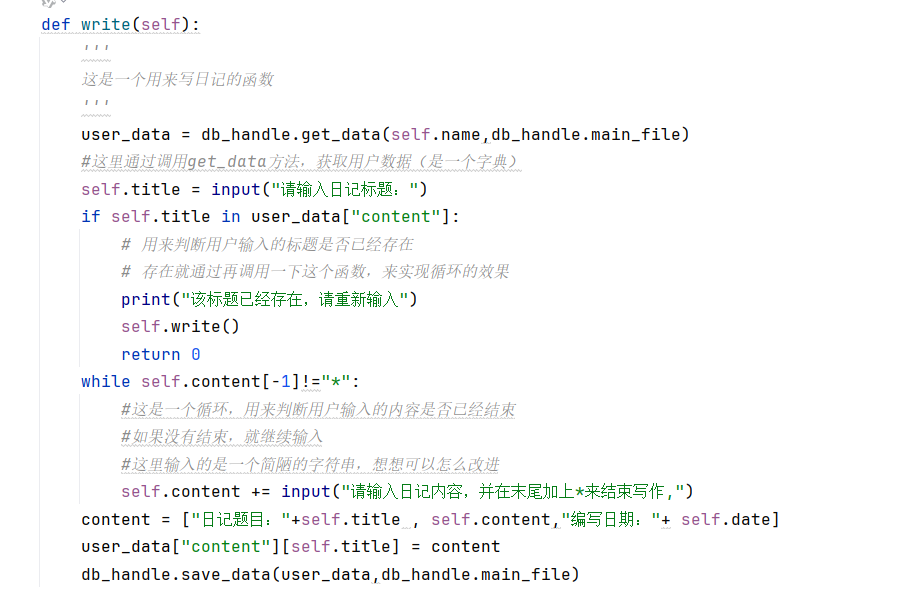 def write(self):
'''
这是一个用来写日记的函数
'''
user_data = db_handle.get_data(self.name,db_handle.main_file)
#这里通过调用get_data方法，获取用户数据（是一个字典）
self.title = input("请输入日记标题：")
if self.title in user_data["content"]:
# 用来判断用户输入的标题是否已经存在
# 存在就通过再调用一下这个函数，来实现循环的效果
print("该标题已经存在，请重新输入")
self.write()
return 0
while self.content[-1]!="*":
#这是一个循环，用来判断用户输入的内容是否已经结束
#如果没有结束，就继续输入
#这里输入的是一个简陋的字符串，想想可以怎么改进
self.content += input("请输入日记内容，并在末尾加上*来结束写作,")
content = ["日记题目："+self.title , self.content,"编写日期："+ self.date]
user_data["content"][self.title] = content
db_handle.save_data(user_data,db_handle.main_file)